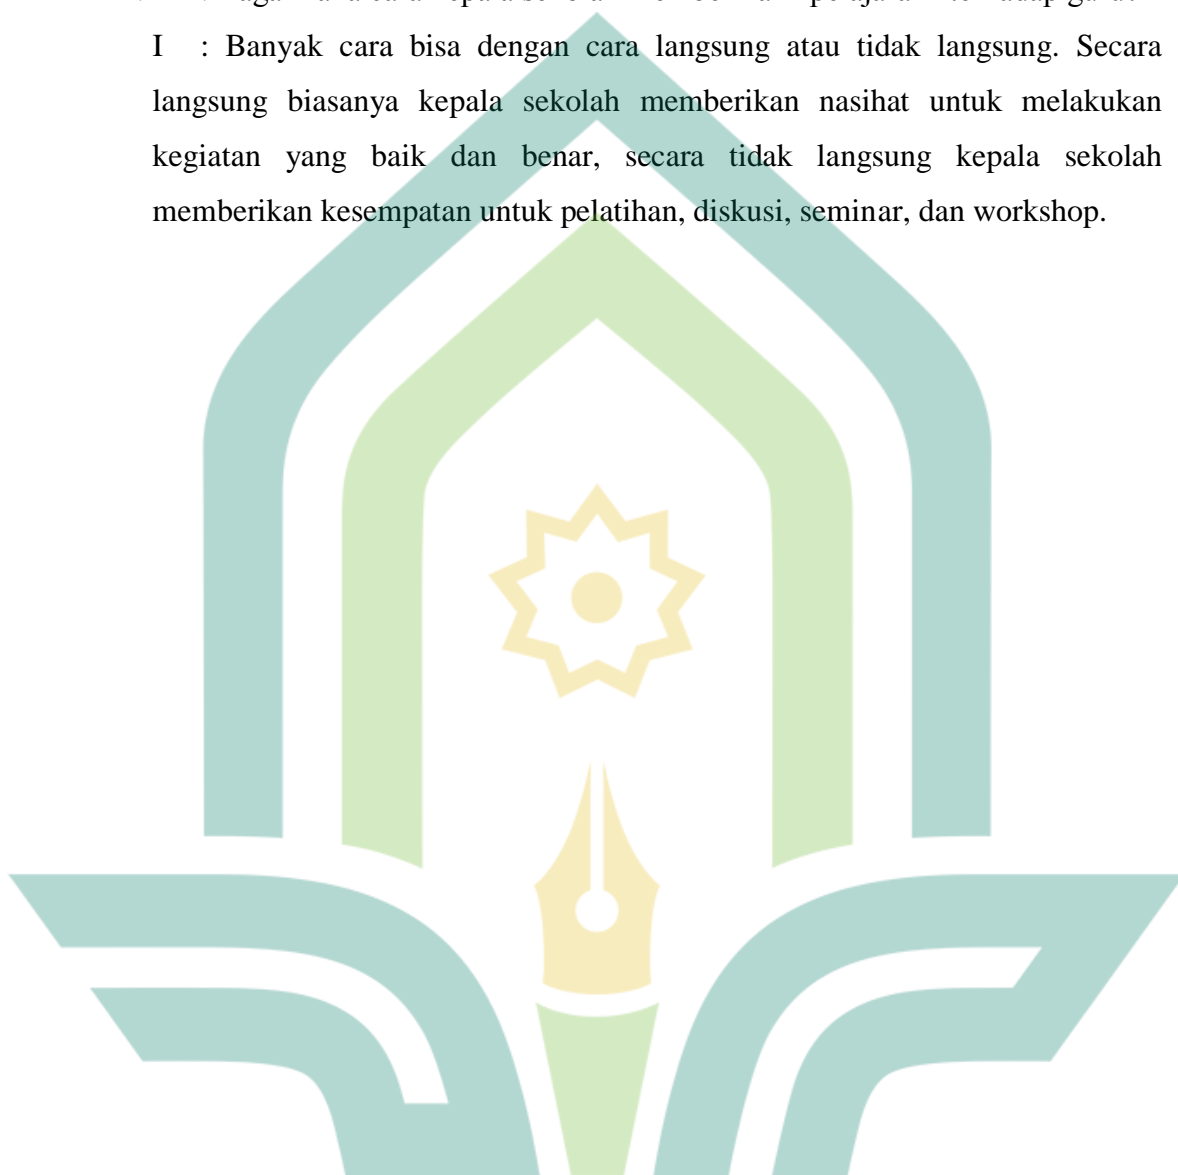 I : Banyak cara bisa dengan cara langsung atau tidak langsung. Secara
langsung biasanya kepala sekolah memberikan nasihat untuk melakukan
kegiatan yang baik dan benar, secara tidak langsung kepala sekolah
memberikan kesempatan untuk pelatihan, diskusi, seminar, dan workshop.